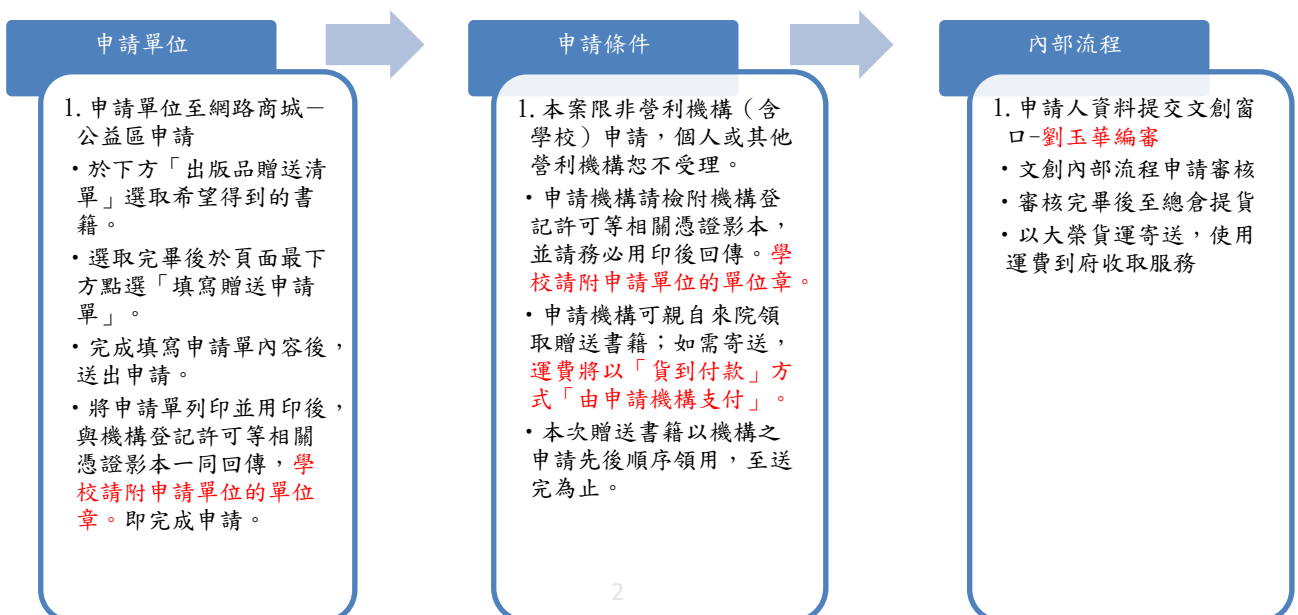 申請單位
1.申請單位至網路商城－
公益區申請
・於下方「出版品贈送清
單」選取希望得到的書
籍。
・選取完畢後於頁面最下
方點選「填寫贈送申請
單」。
・完成填寫申請單內容後，
送出申請。
・將申請單列印並用印後，
與機構登記許可等相關
憑證影本一同回傳，學
校請附申請單位的單位
章。即完成申請。
申請條件
1.本案限非營利機構（含
學校）申請，個人或其他
營利機構恕不受理。
・申請機構請檢附機構登
記許可等相關憑證影本，
並請務必用印後回傳。學
校請附申請單位的單位章。
・申請機構可親自來院領
取贈送書籍；如需寄送，
運費將以「貨到付款」方
式「由申請機構支付」。
・本次贈送書籍以機構之
申請先後順序領用，至送
完為止。
內部流程
1.申請人資料提交文創窗
口-劉玉華編審
・文創內部流程申請審核
・審核完畢後至總倉提貨
・以大榮貨運寄送，使用
運費到府收取服務
2